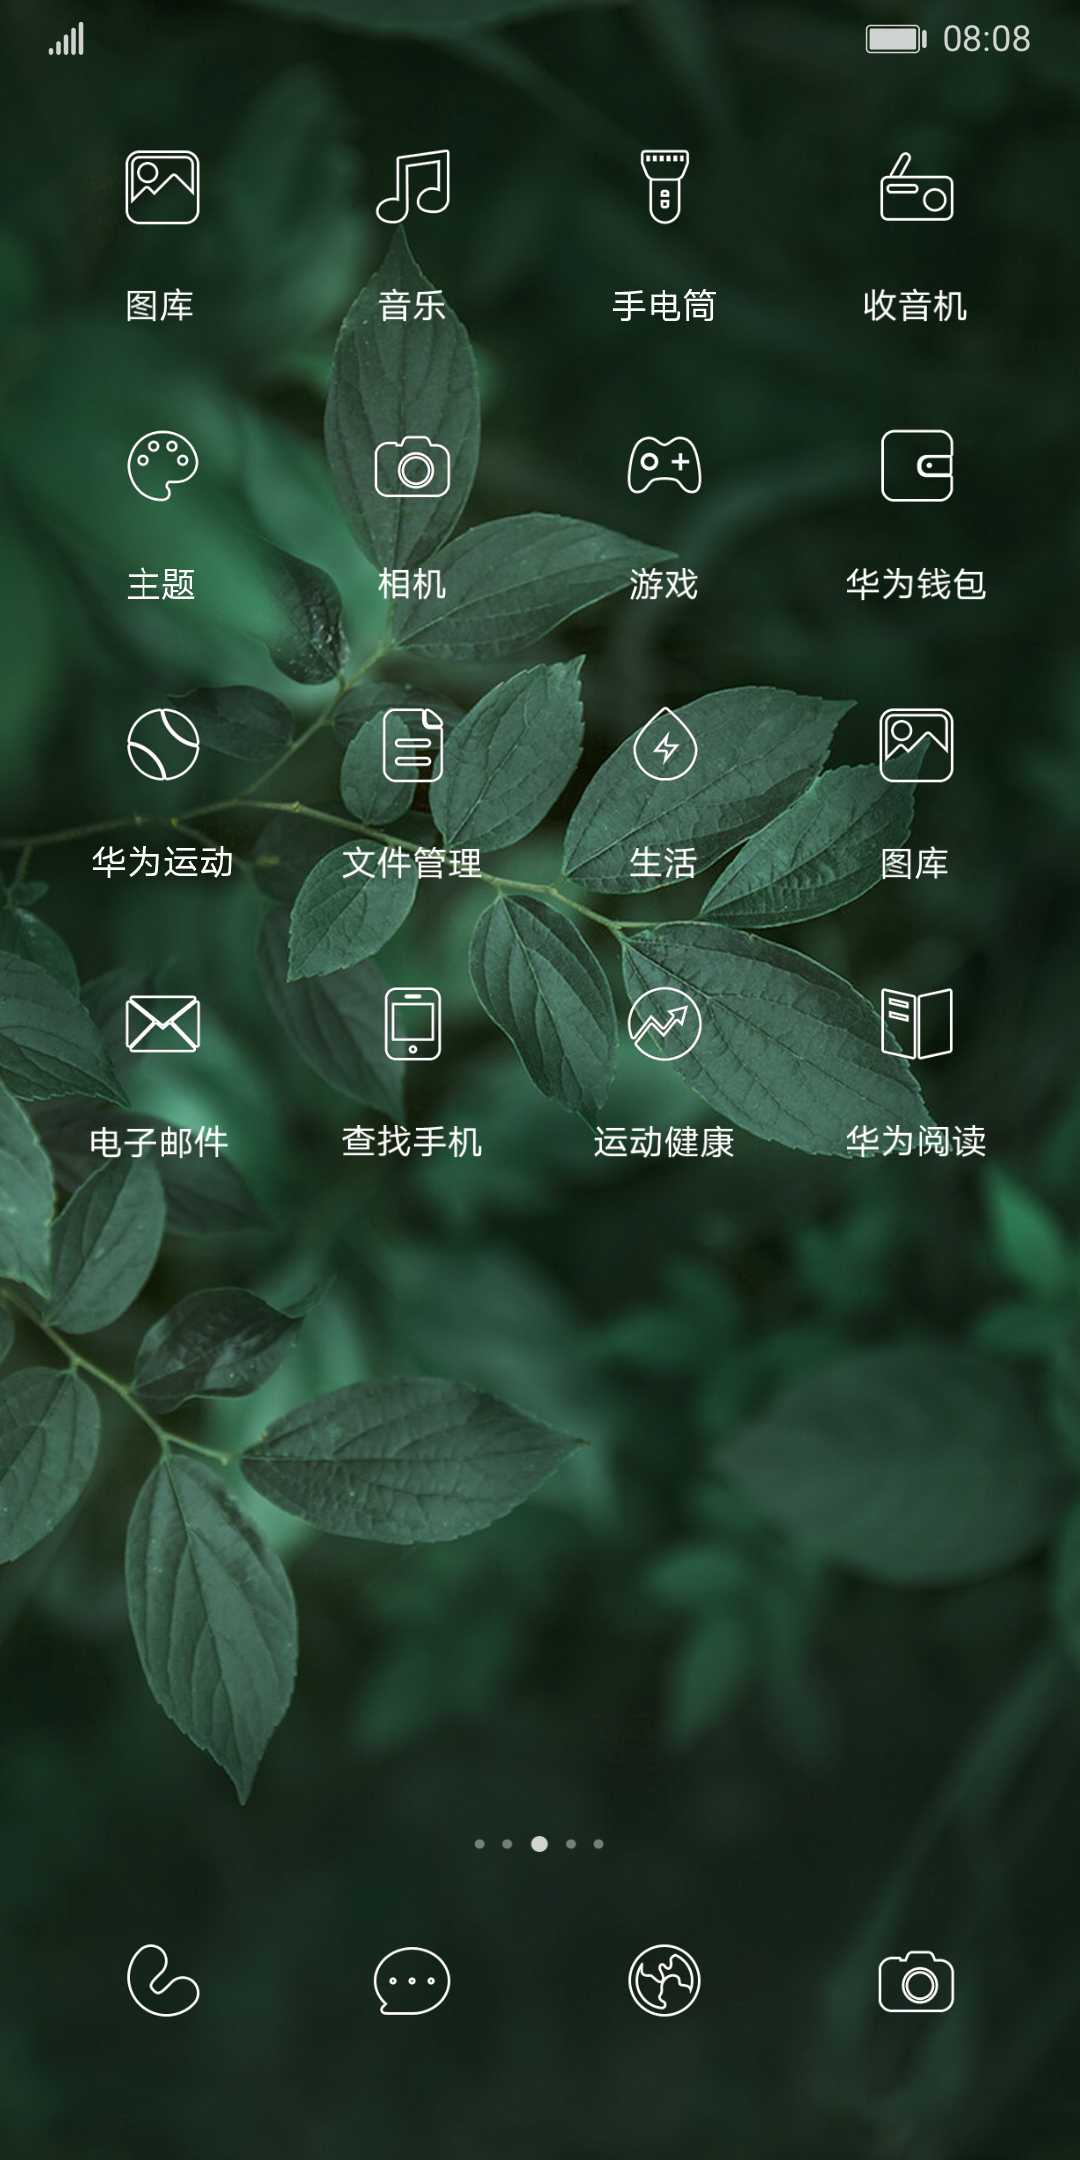 08:08
图库 音乐 手电筒 收音机
主题 相机 游戏 华为钱包
华为运动 文件管理 生活 图库
电子邮件 查找手机 运动健康 华为阅读